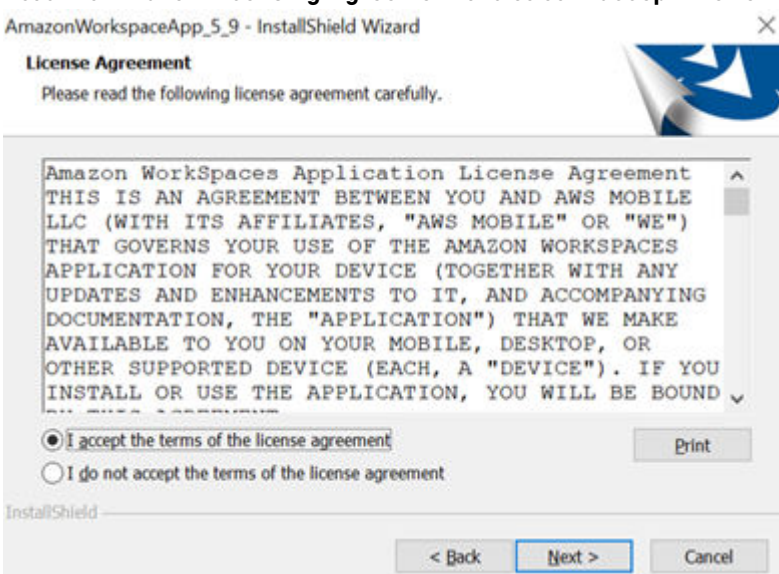 AmazonWorkspaceApp_5_9 - InstallShield Wizard
License Agreement
Please read the following license agreement carefully.
Amazon WorkSpaces Application License Agreement
THIS IS AN AGREEMENT BETWEEN YOU AND AWS MOBILE
LLC (WITH ITS AFFILIATES, "AWS MOBILE" OR "WE")
THAT GOVERNS YOUR USE OF THE AMAZON WORKSPACES
APPLICATION FOR YOUR DEVICE (TOGETHER WITH ANY
UPDATES AND ENHANCEMENTS TO IT, AND ACCOMPANYING
DOCUMENTATION, THE "APPLICATION") THAT WE MAKE
AVAILABLE TO YOU ON YOUR MOBILE, DESKTOP, OR
OTHER SUPPORTED DEVICE (EACH, A "DEVICE"). IF YOU
INSTALL OR USE THE APPLICATION, YOU WILL BE BOUND
I accept the terms of the license agreement
Print
I do not accept the terms of the license agreement
InstallShield
< Back
Next >
Cancel